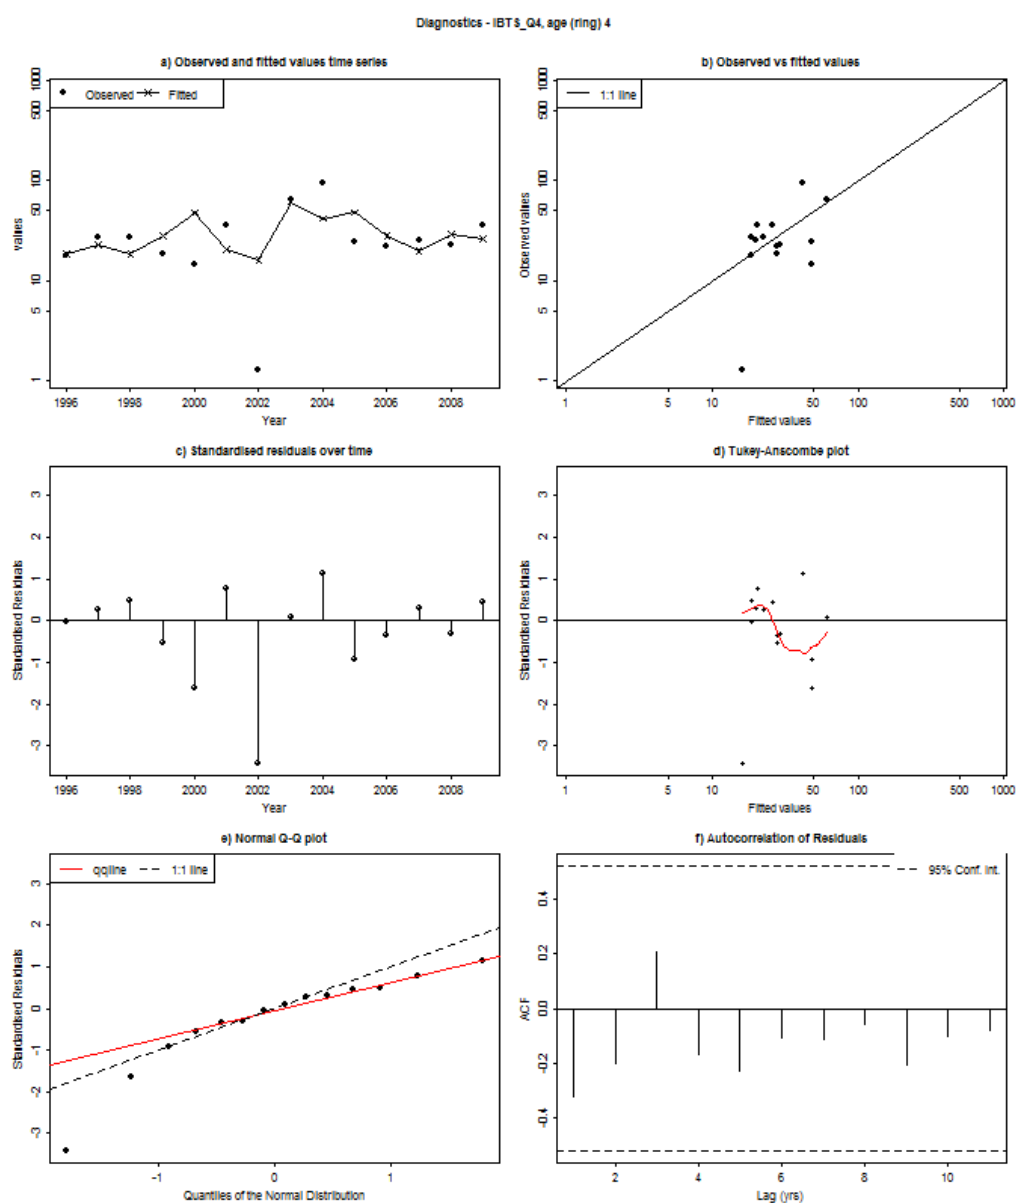 Diagnostics - IBTS_Q4, age (ring) 4
a) Observed and fitted values time series
Observed
Fitted
values
1 5 10 50 100 500 1000
1996 1998 2000 2002 2004 2006 2008
Year
b) Observed vs fitted values
1:1 line
Observed values
1 5 10 50 100 500 1000
1 5 10 50 100 500 1000
Fitted values
c) Standardised residuals over time
Standardised Residuals
-3 -2 -1 0 1 2 3
1996 1998 2000 2002 2004 2006 2008
Year
d) Tukey-Anscombe plot
Standardised Residuals
-3 -2 -1 0 1 2 3
1 5 10 50 100 500 1000
Fitted values
e) Normal Q-Q plot
qqline
1:1 line
Standardised Residuals
-3 -2 -1 0 1 2 3
-1 0 1
Quantiles of the Normal Distribution
f) Autocorrelation of Residuals
95% Conf. Int.
ACF
-0.4 -0.2 0.0 0.2 0.4
2 4 6 8 10
Lag (yrs)